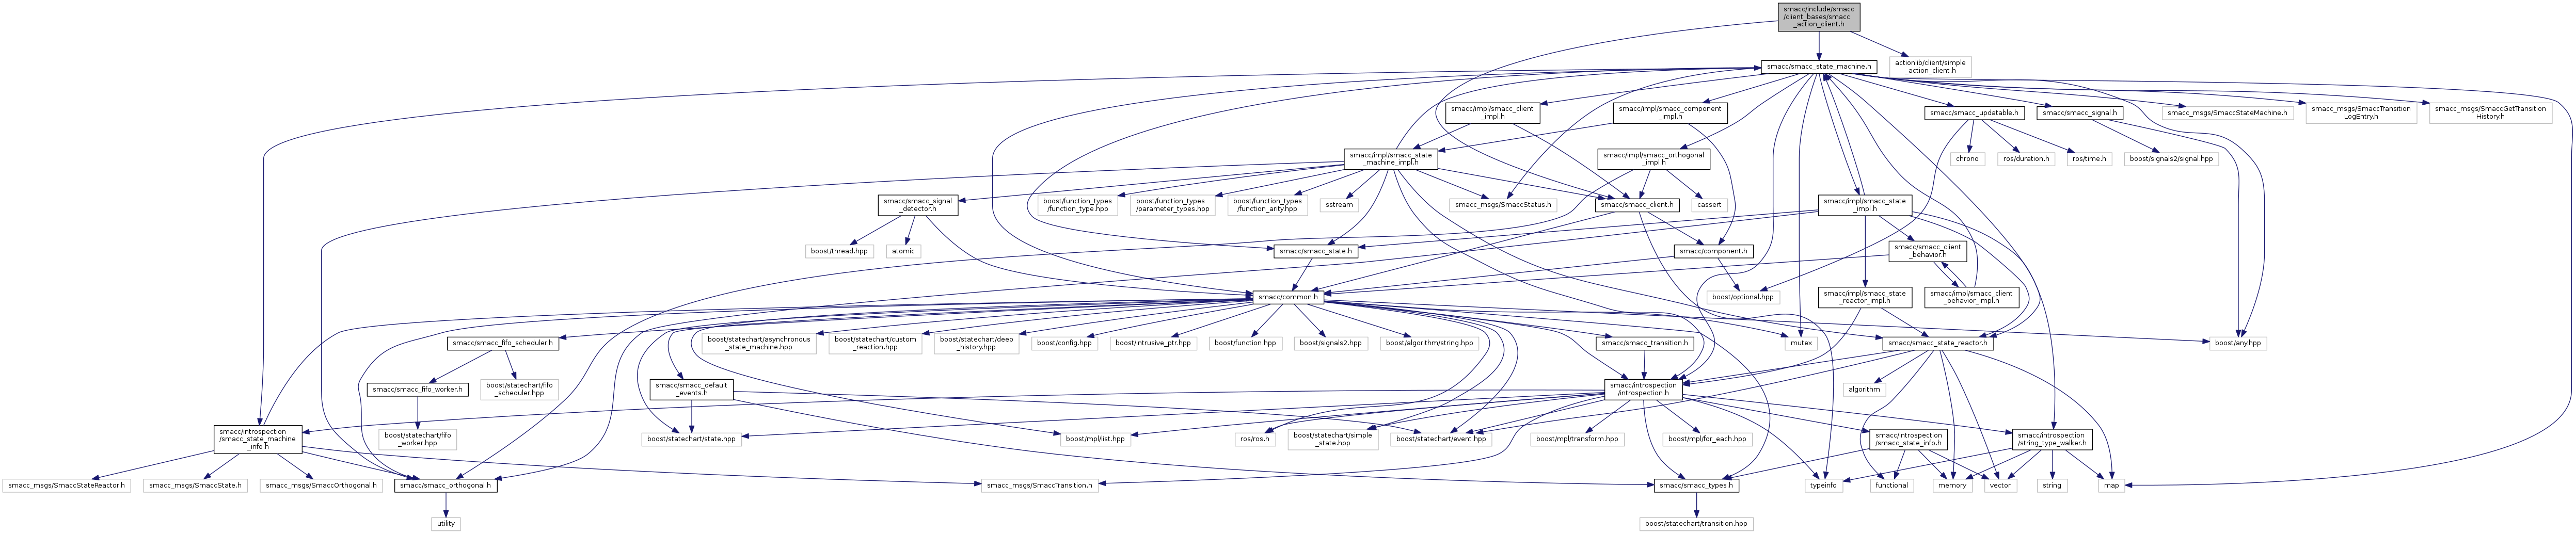 smacc/include/smacc
/client_bases/smacc
_action_client.h
smacc/smacc_state_machine.h
actionlib/client/simple
_action_client.h
smacc/impl/smacc_client
_impl.h
smacc/impl/smacc_component
_impl.h
smacc/smacc_updatable.h
smacc/smacc_signal.h
smacc_msgs/SmaccStateMachine.h
smacc_msgs/SmaccTransition
LogEntry.h
smacc_msgs/SmaccGetTransition
History.h
smacc/impl/smacc_state
_machine_impl.h
smacc/impl/smacc_orthogonal
_impl.h
chrono
ros/duration.h
ros/time.h
boost/signals2/signal.hpp
smacc/smacc_signal
_detector.h
boost/function_types
/function_type.hpp
boost/function_types
/parameter_types.hpp
boost/function_types
/function_arity.hpp
sstream
smacc_msgs/SmaccStatus.h
smacc/smacc_client.h
cassert
smacc/impl/smacc_state
_impl.h
boost/thread.hpp
atomic
smacc/smacc_state.h
smacc/component.h
smacc/smacc_client
_behavior.h
smacc/common.h
boost/optional.hpp
smacc/impl/smacc_state
_reactor_impl.h
smacc/impl/smacc_client
_behavior_impl.h
smacc/smacc_fifo_scheduler.h
boost/statechart/asynchronous
_state_machine.hpp
boost/statechart/custom
_reaction.hpp
boost/statechart/deep
_history.hpp
boost/config.hpp
boost/intrusive_ptr.hpp
boost/function.hpp
boost/signals2.hpp
boost/algorithm/string.hpp
smacc/smacc_transition.h
mutex
smacc/smacc_state_reactor.h
boost/any.hpp
smacc/smacc_fifo_worker.h
boost/statechart/fifo
_scheduler.hpp
smacc/smacc_default
_events.h
smacc/introspection
/introspection.h
algorithm
smacc/introspection
/smacc_state_machine
_info.h
boost/statechart/fifo
_worker.hpp
boost/statechart/state.hpp
boost/mpl/list.hpp
ros/ros.h
boost/statechart/simple
_state.hpp
boost/statechart/event.hpp
boost/mpl/transform.hpp
boost/mpl/for_each.hpp
smacc/introspection
/smacc_state_info.h
smacc/introspection
/string_type_walker.h
smacc_msgs/SmaccStateReactor.h
smacc_msgs/SmaccState.h
smacc_msgs/SmaccOrthogonal.h
smacc/smacc_orthogonal.h
smacc_msgs/SmaccTransition.h
smacc/smacc_types.h
typeinfo
functional
memory
vector
string
map
utility
boost/statechart/transition.hpp